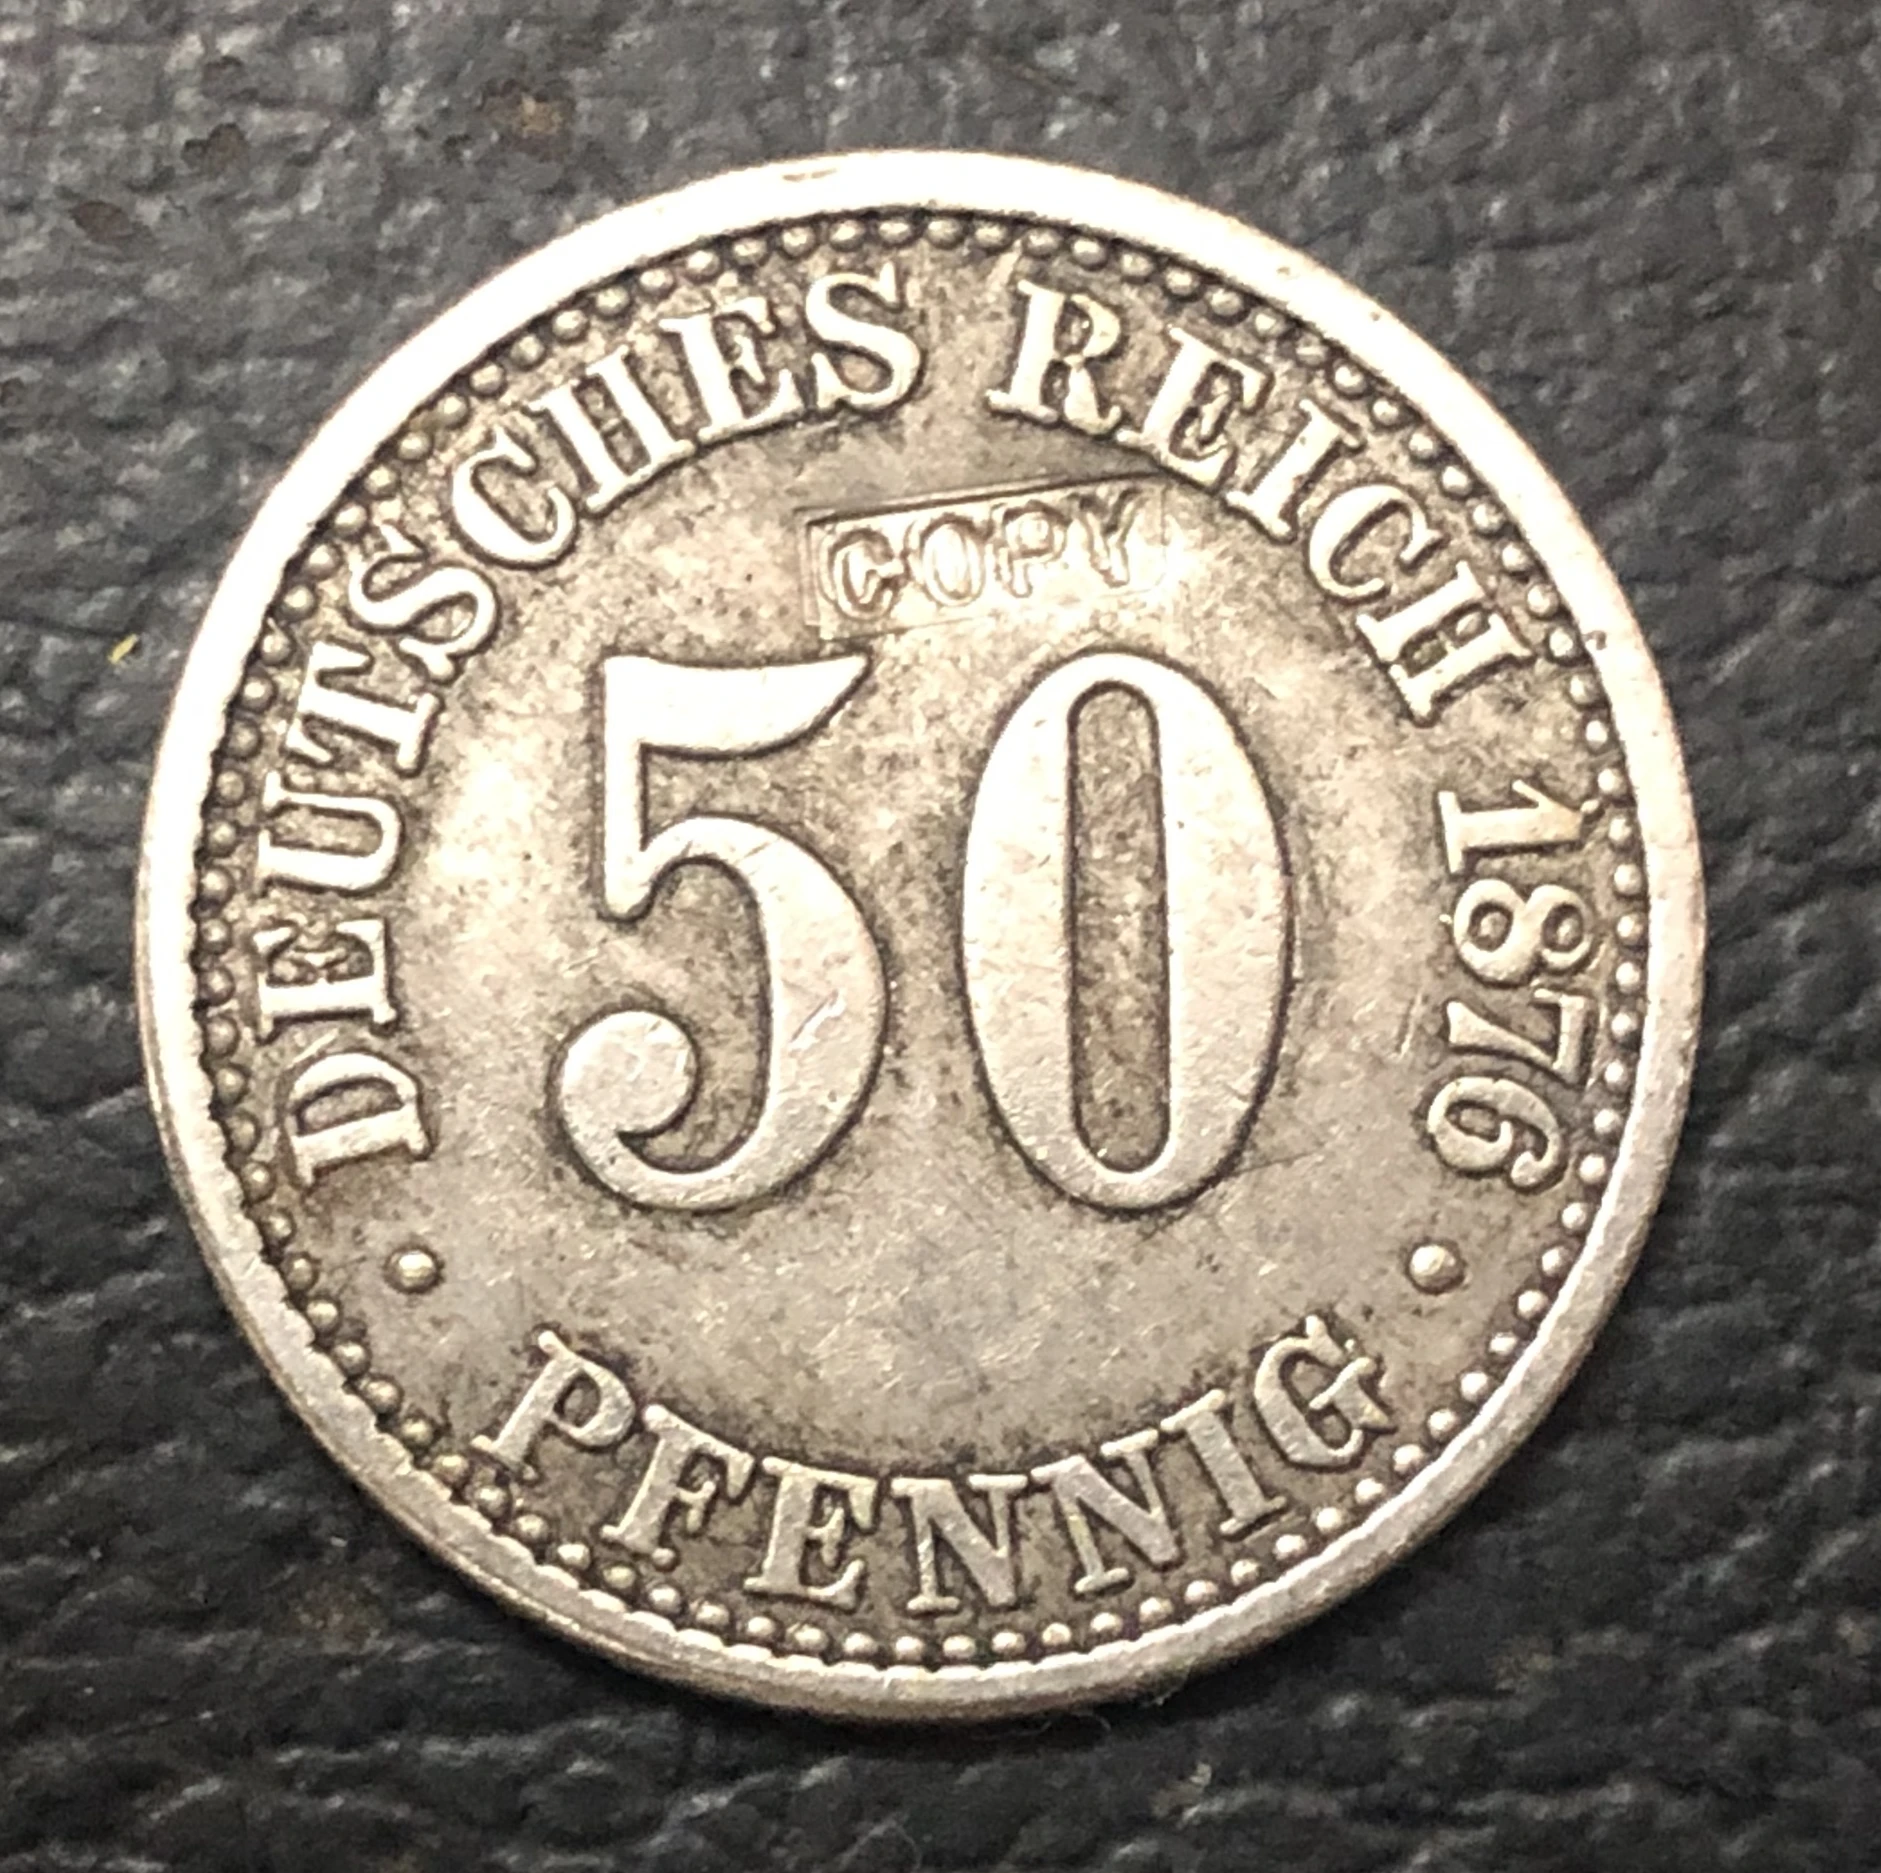 DEUTSCHES REICH 1876
COPY
50
PFENNIG